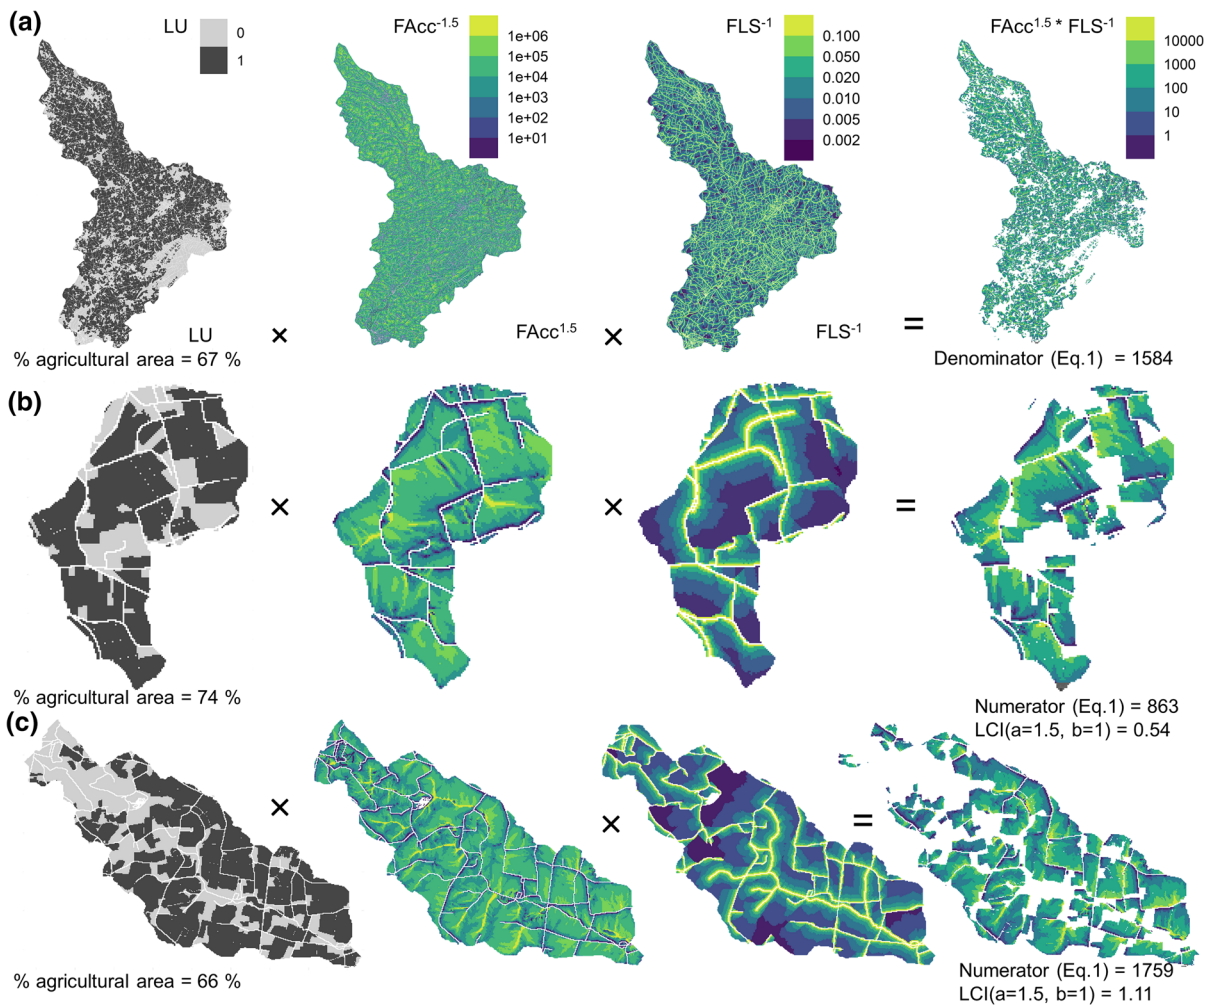 (a)
LU
0
1
FAcc-1.5
1e+06
1e+05
1e+04
1e+03
1e+02
1e+01
FLS-1
0.100
0.050
0.020
0.010
0.005
0.002
FAcc1.5 * FLS-1
10000
1000
100
10
1
LU
×
FAcc1.5
×
FLS-1
=
% agricultural area = 67 %
Denominator (Eq.1) = 1584
(b)
×
×
=
% agricultural area = 74 %
Numerator (Eq.1) = 863
LCI(a=1.5, b=1) = 0.54
(c)
×
×
=
% agricultural area = 66 %
Numerator (Eq.1) = 1759
LCI(a=1.5, b=1) = 1.11